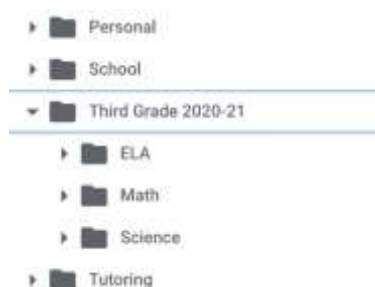 Personal
School
Third Grade 2020-21
ELA
Math
Science
Tutoring